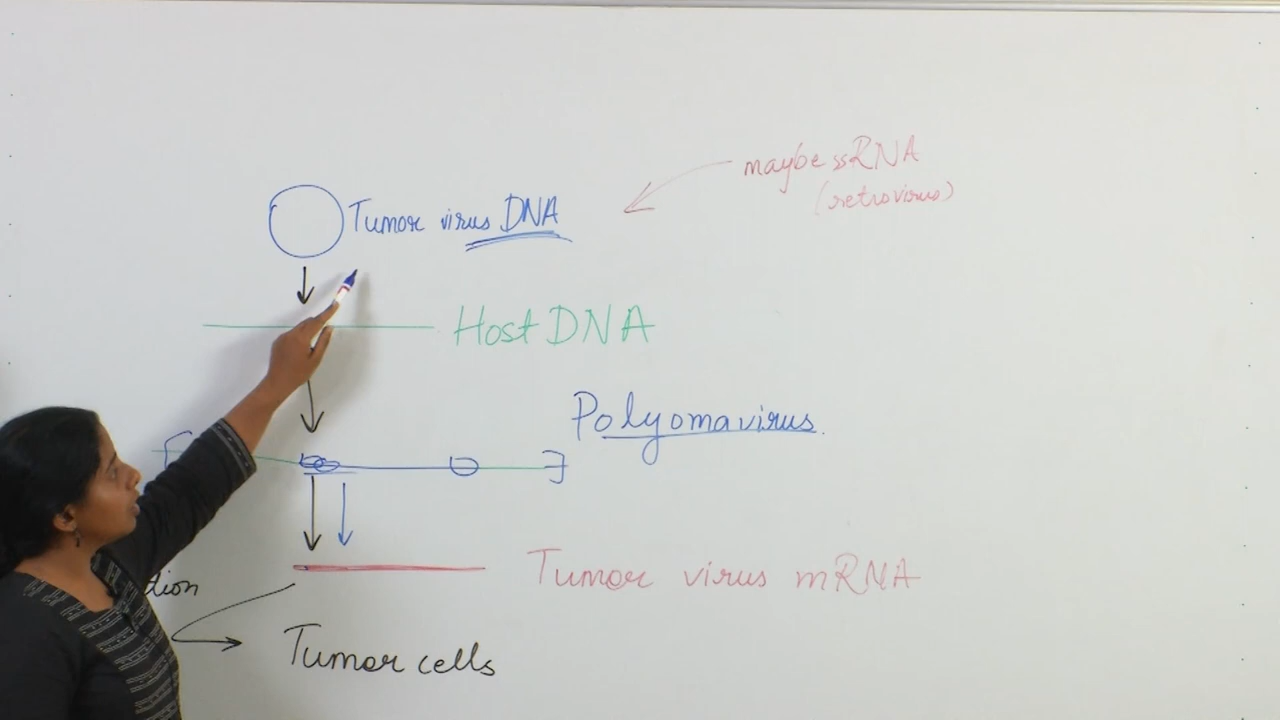 maybe ssRNA
(retrovirus)
Tumor virus DNA
Host DNA
Polyomavirus.
Tumor virus mRNA
Tumor cells